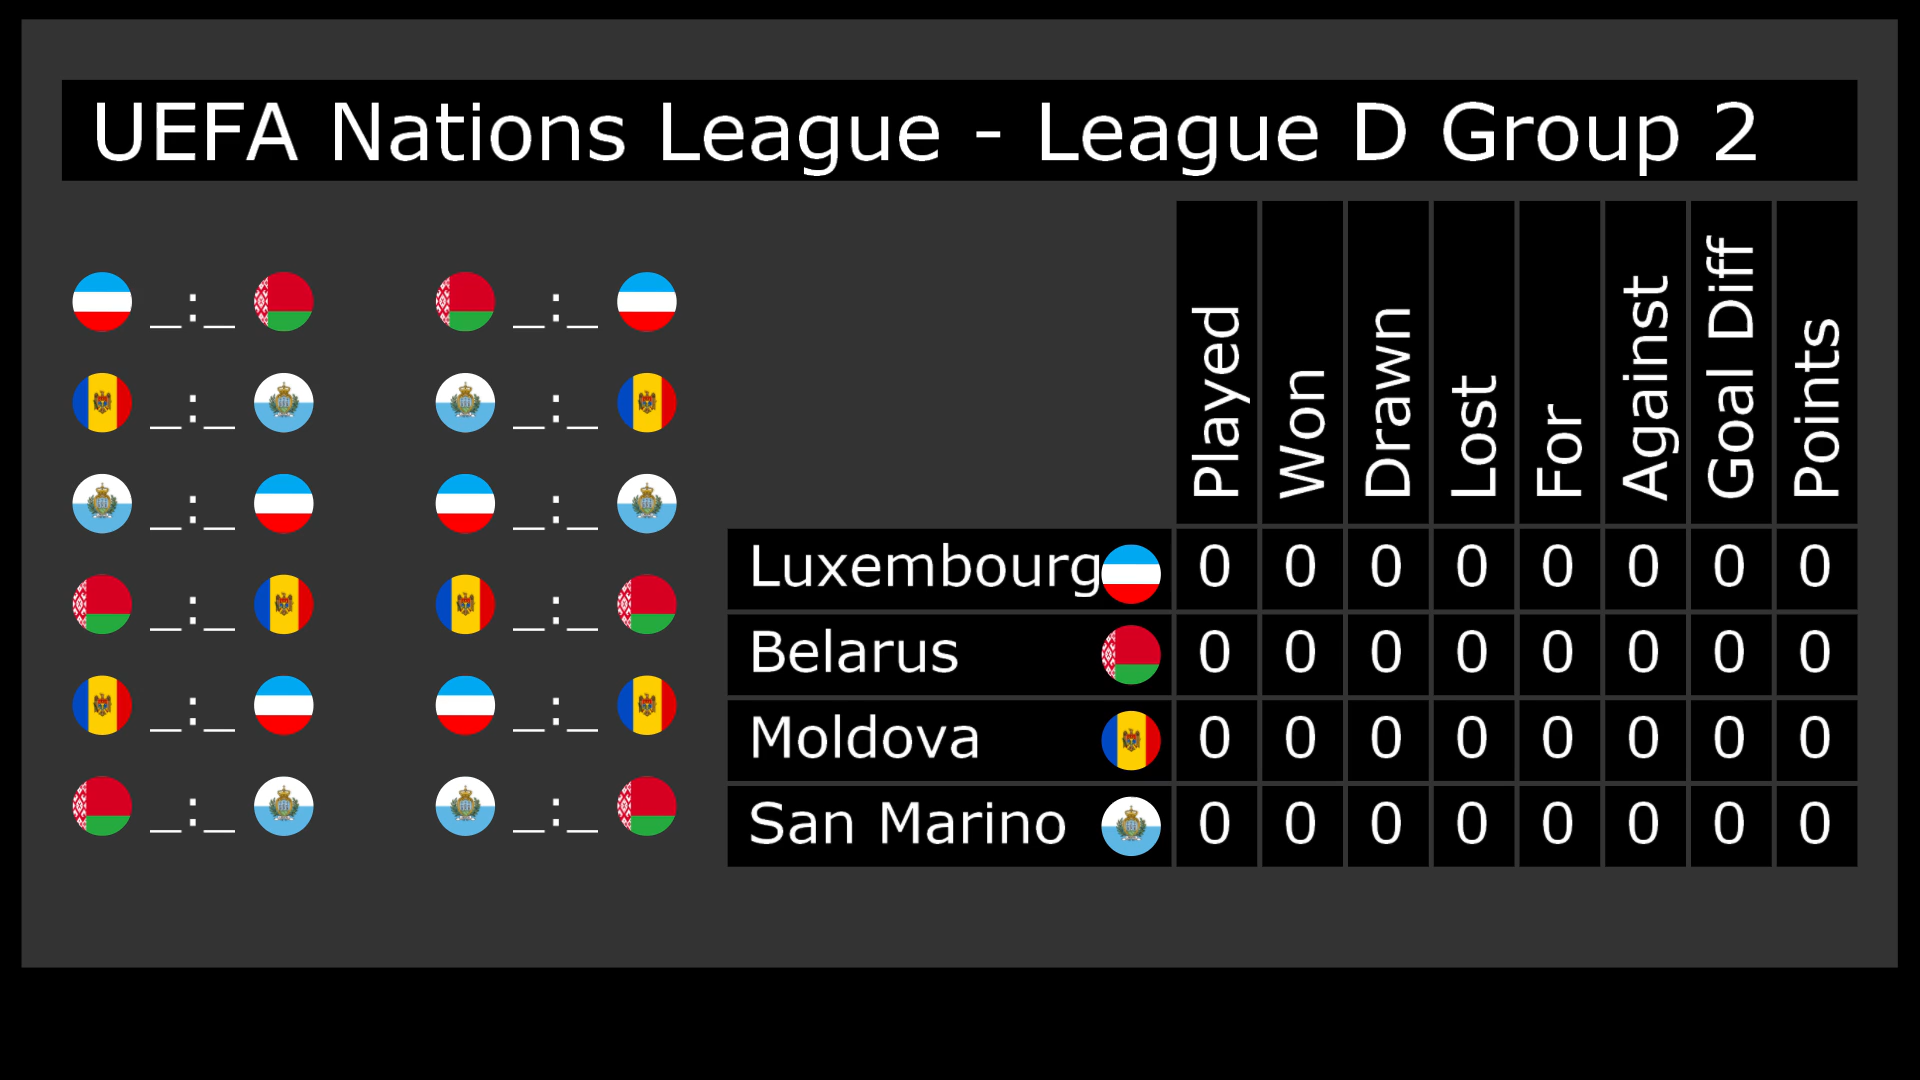 UEFA Nations League - League D Group 2
_:_ _:_
_:_ _:_
_:_ _:_
_:_ _:_
_:_ _:_
_:_ _:_
Played Won Drawn Lost For Against Goal Diff Points
Luxembourg 0 0 0 0 0 0 0 0
Belarus 0 0 0 0 0 0 0 0
Moldova 0 0 0 0 0 0 0 0
San Marino 0 0 0 0 0 0 0 0